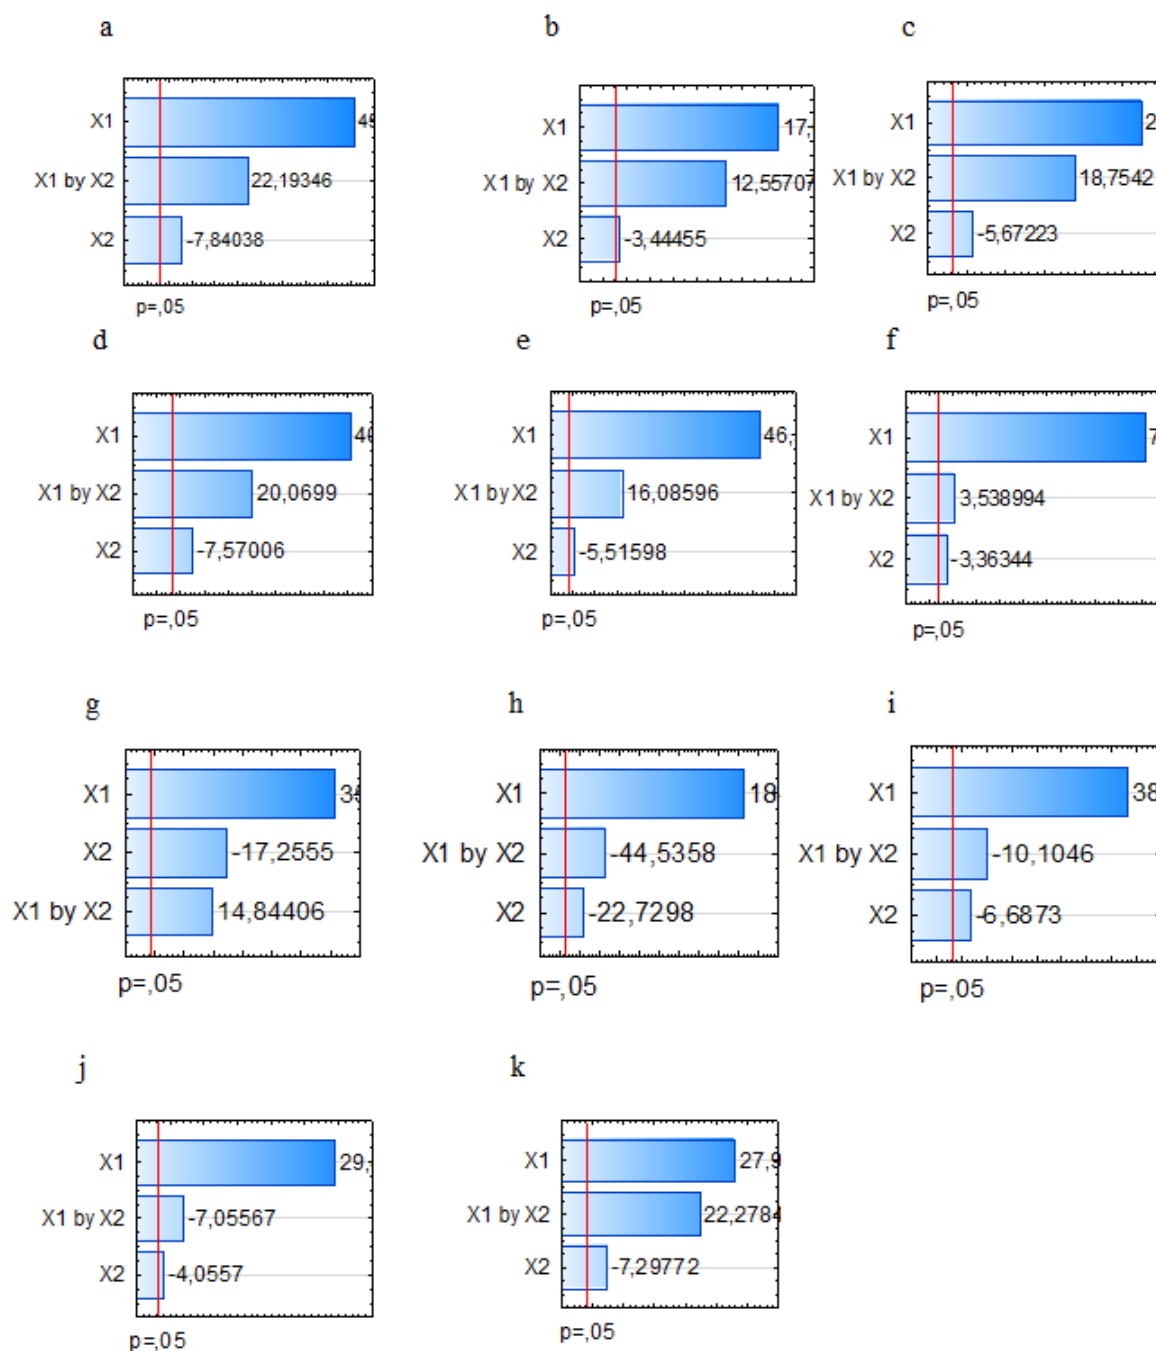 a
X1
X1 by X2 22,19346
X2 -7,84038
p=,05
b
X1 17,
X1 by X2 12,55707
X2 -3,44455
p=,05
c
X1 2
X1 by X2 18,7542
X2 -5,67223
p=,05
d
X1
X1 by X2 20,0699
X2 -7,57006
p=,05
e
X1 46,
X1 by X2 16,08596
X2 -5,51598
p=,05
f
X1 7
X1 by X2 3,538994
X2 -3,36344
p=,05
g
X1
X2 -17,2555
X1 by X2 14,84406
p=,05
h
X1 18
X1 by X2 -44,5358
X2 -22,7298
p=,05
i
X1 38
X1 by X2 -10,1046
X2 -6,6873
p=,05
j
X1 29,
X1 by X2 -7,05567
X2 -4,0557
p=,05
k
X1 27,9
X1 by X2 22,2784
X2 -7,29772
p=,05